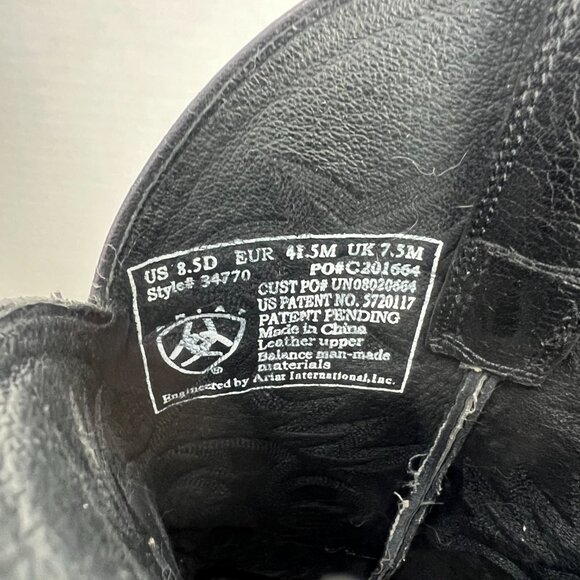 US 8.5D EUR 41.5M UK 7.5M
Style# 34770 PO#C201664
CUST PO# UN08020664
US PATENT NO. 5720117
PATENT PENDING
Made in China
Leather upper
Balance man-made
materials
®
Engineered by Ariat International, Inc.